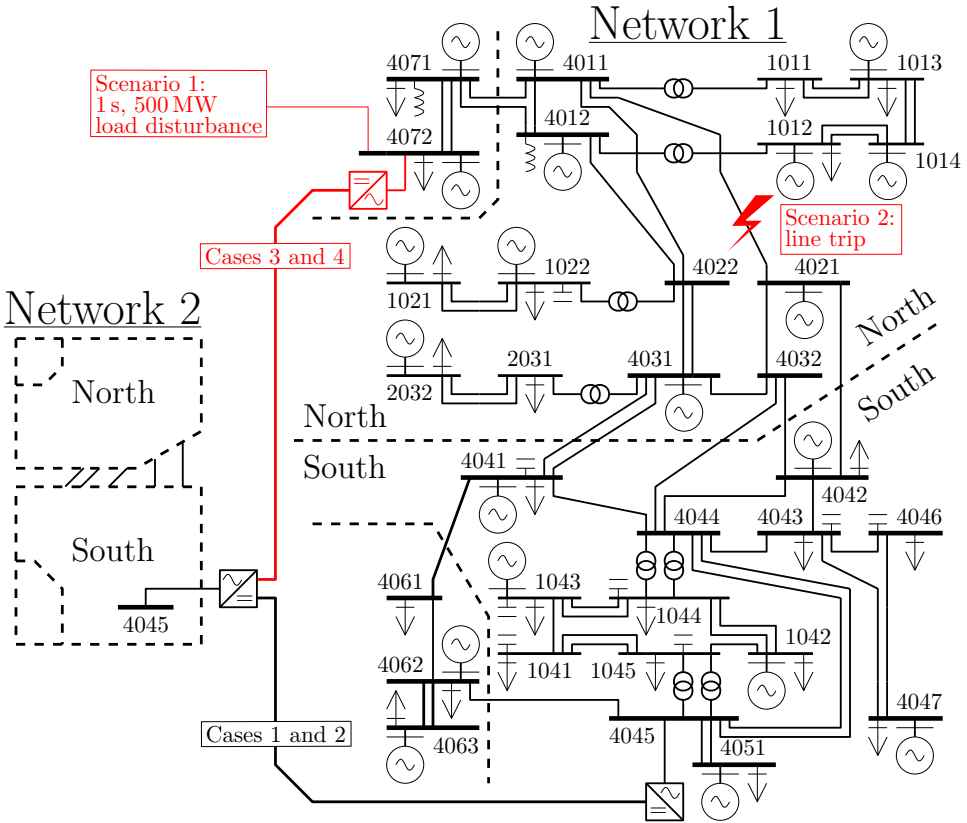 Network 1
4071
4011
1011
1013
Scenario 1:
1 s, 500 MW
load disturbance
4072
4012
1012
1014
Scenario 2:
line trip
Cases 3 and 4
1021
1022
4022
4021
Network 2
North
2032
2031
4031
4032
North
South
North
South
4041
4042
4044
4043
4046
South
4045
4061
1043
1044
1042
1041
1045
4062
4063
4045
4051
4047
Cases 1 and 2